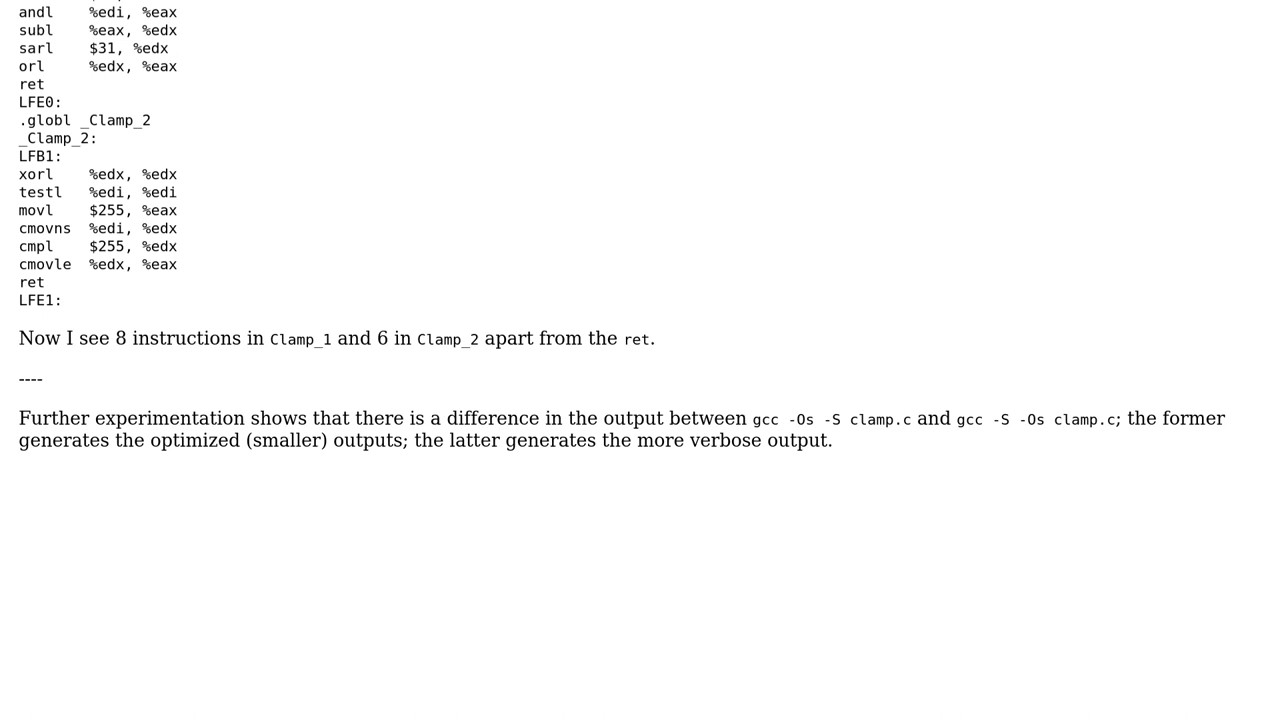 andl    %edi, %eax
subl    %eax, %edx
sarl    $31, %edx
orl     %edx, %eax
ret
LFE0:
.globl _Clamp_2
_Clamp_2:
LFB1:
xorl    %edx, %edx
testl   %edi, %edi
movl    $255, %eax
cmovns  %edi, %edx
cmpl    $255, %edx
cmovle  %edx, %eax
ret
LFE1:
Now I see 8 instructions in Clamp_1 and 6 in Clamp_2 apart from the ret.
----
Further experimentation shows that there is a difference in the output between gcc -Os -S clamp.c and gcc -S -Os clamp.c; the former
generates the optimized (smaller) outputs; the latter generates the more verbose output.